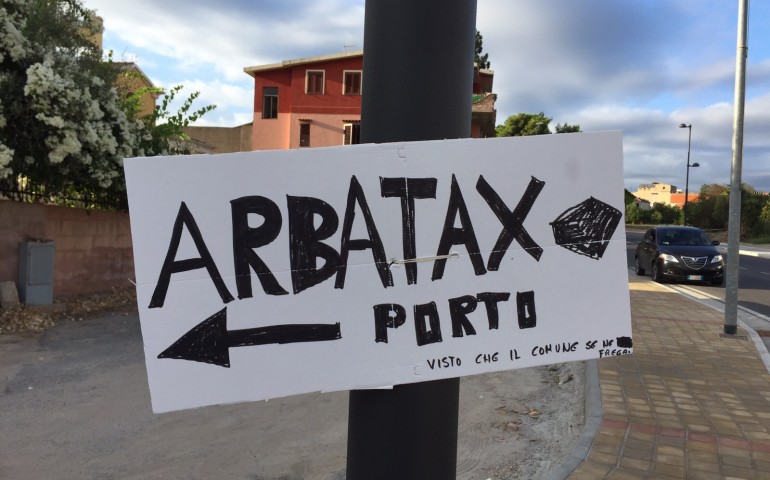 ARBATAX
PORTO
VISTO CHE IL COMUNE SE NE
FREGA.